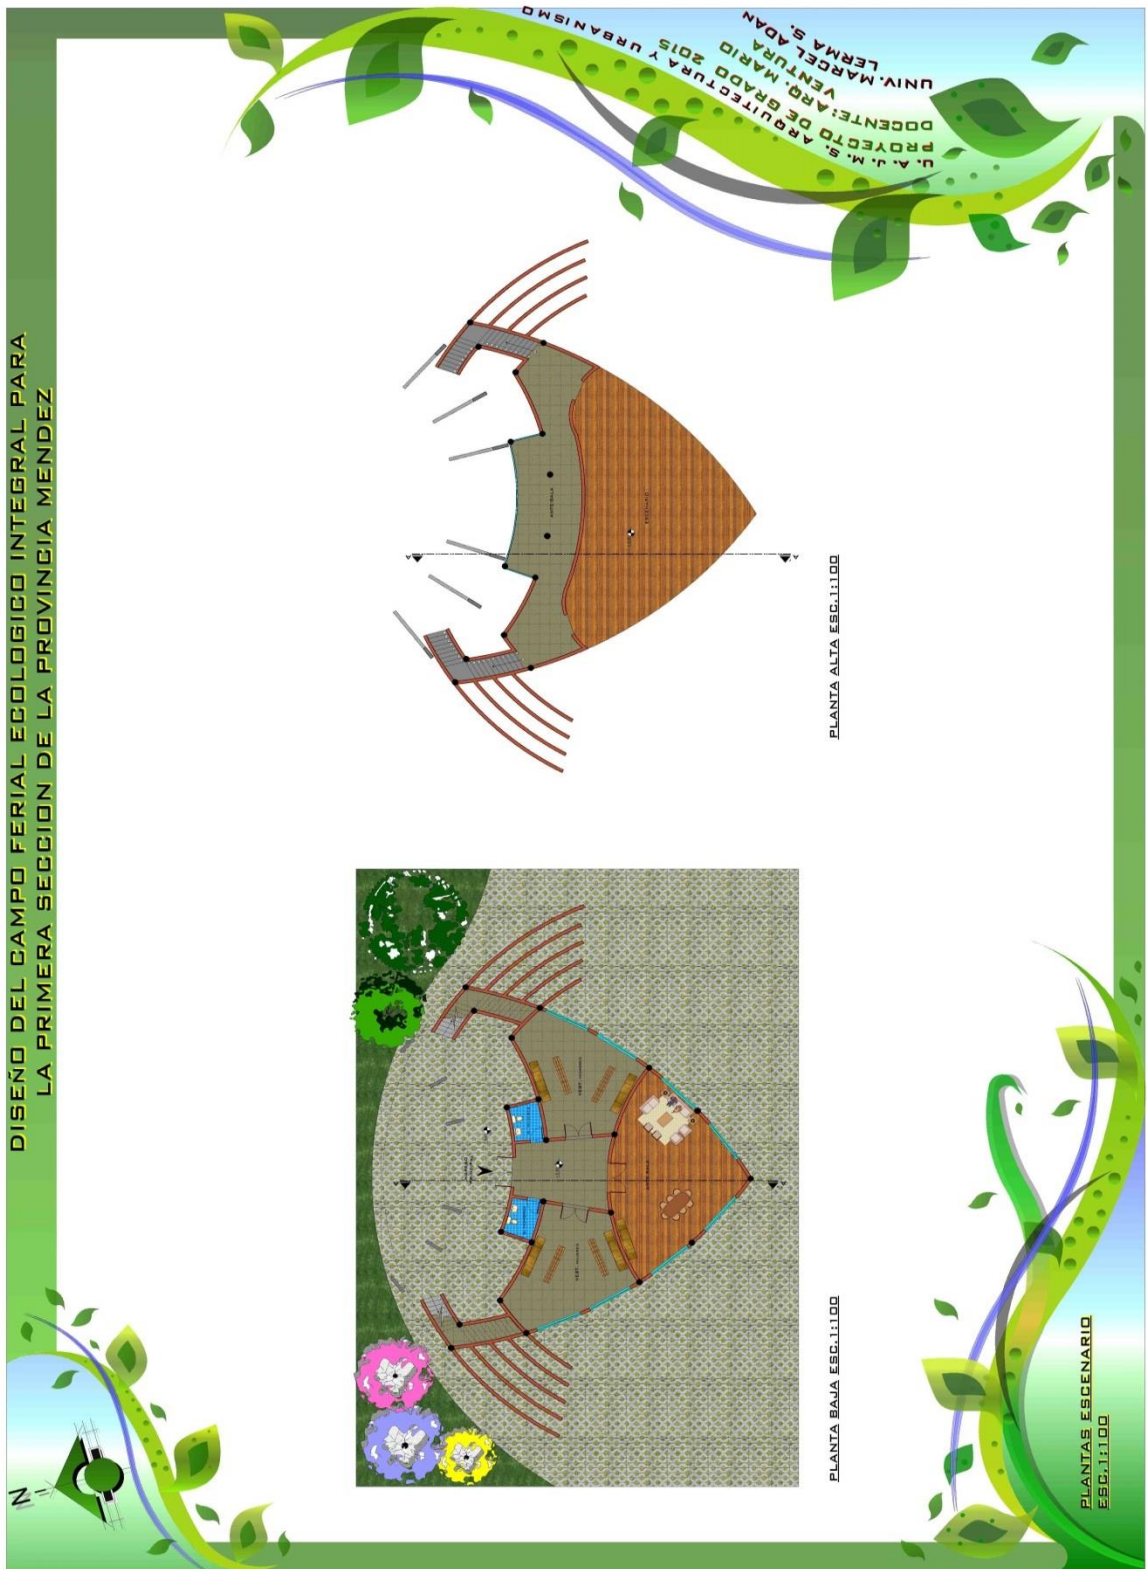 DISEÑO DEL CAMPO FERIAL ECOLOGICO INTEGRAL PARA
LA PRIMERA SECCION DE LA PROVINCIA MENDEZ
N
U. A. J. M. S. ARQUITECTURA Y URBANISMO
PROYECTO DE GRADO 2015
DOCENTE: ARQ. MARIO
VENTURA
UNIV. MARCEL ADAN
LERMA S.
ESCENARIO
PLANTA BAJA ESC.1:100
PLANTA ALTA ESC.1:100
PLANTAS ESCENARIO
ESC.1:100